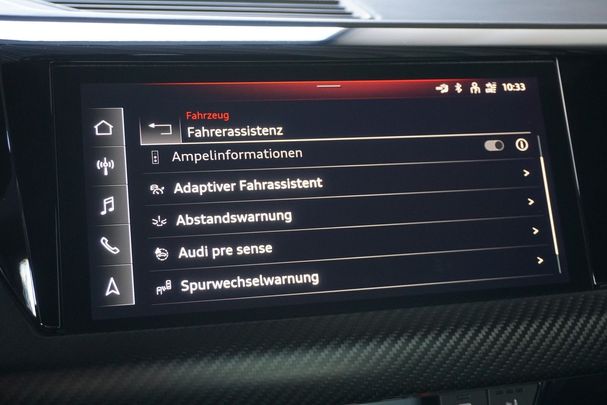 10:33
Fahrzeug
Fahrerassistenz
Ampelinformationen
Adaptiver Fahrassistent
Abstandswarnung
Audi pre sense
Spurwechselwarnung